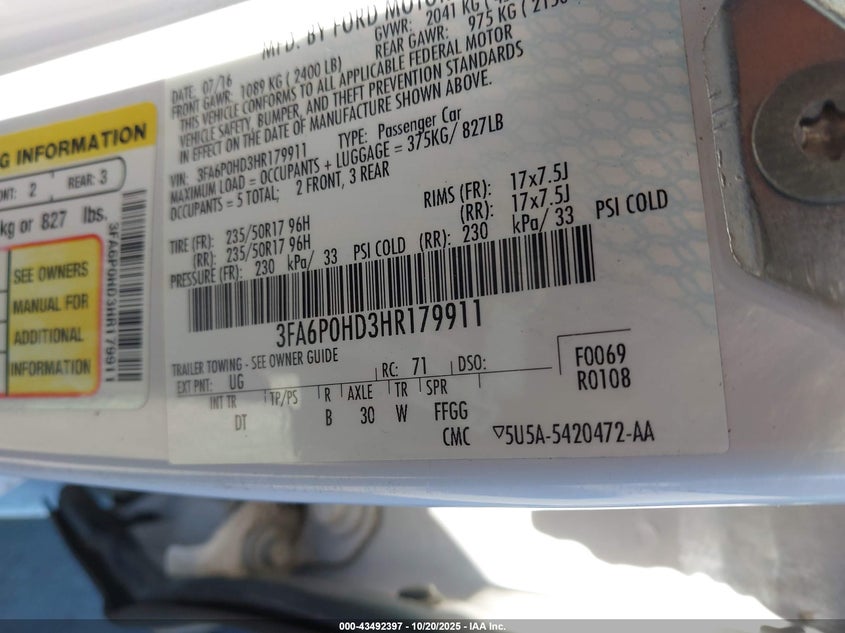 MFD. BY FORD MOTOR
DATE: 07/16 GVWR: 2041 KG
FRONT GAWR: 1089 KG ( 2400 LB) REAR GAWR: 975 KG
THIS VEHICLE CONFORMS TO ALL APPLICABLE FEDERAL MOTOR
VEHICLE SAFETY, BUMPER, AND THEFT PREVENTION STANDARDS
IN EFFECT ON THE DATE OF MANUFACTURE SHOWN ABOVE.
VIN: 3FA6P0HD3HR179911 TYPE: Passenger Car
MAXIMUM LOAD = OCCUPANTS + LUGGAGE = 375KG/ 827LB
OCCUPANTS = 5 TOTAL; 2 FRONT, 3 REAR
TIRE (FR): 235/50R17 96H RIMS (FR): 17x7.5J
(RR): 235/50R17 96H (RR): 17x7.5J
PRESSURE (FR): 230 kPa/ 33 PSI COLD (RR): 230 kPa/ 33 PSI COLD
3FA6P0HD3HR179911
TRAILER TOWING - SEE OWNER GUIDE
EXT PNT: UG RC: 71 DSO: F0069
R0108
INT TR TP/PS R AXLE TR SPR
DT B 30 W FFGG
CMC 5U5A-5420472-AA
INFORMATION
2 REAR: 3
kg or 827 lbs.
SEE OWNERS
MANUAL FOR
ADDITIONAL
INFORMATION
3FA6P0HD3HR179911
000-43492397 - 10/20/2025 - IAA Inc.